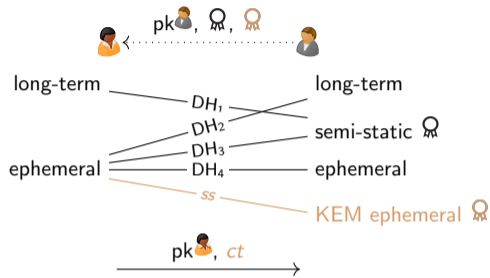 pk, ,
long-term
long-term
DH₁
DH₂
semi-static
DH₃
ephemeral
DH₄
ephemeral
ss
KEM ephemeral
pk, ct